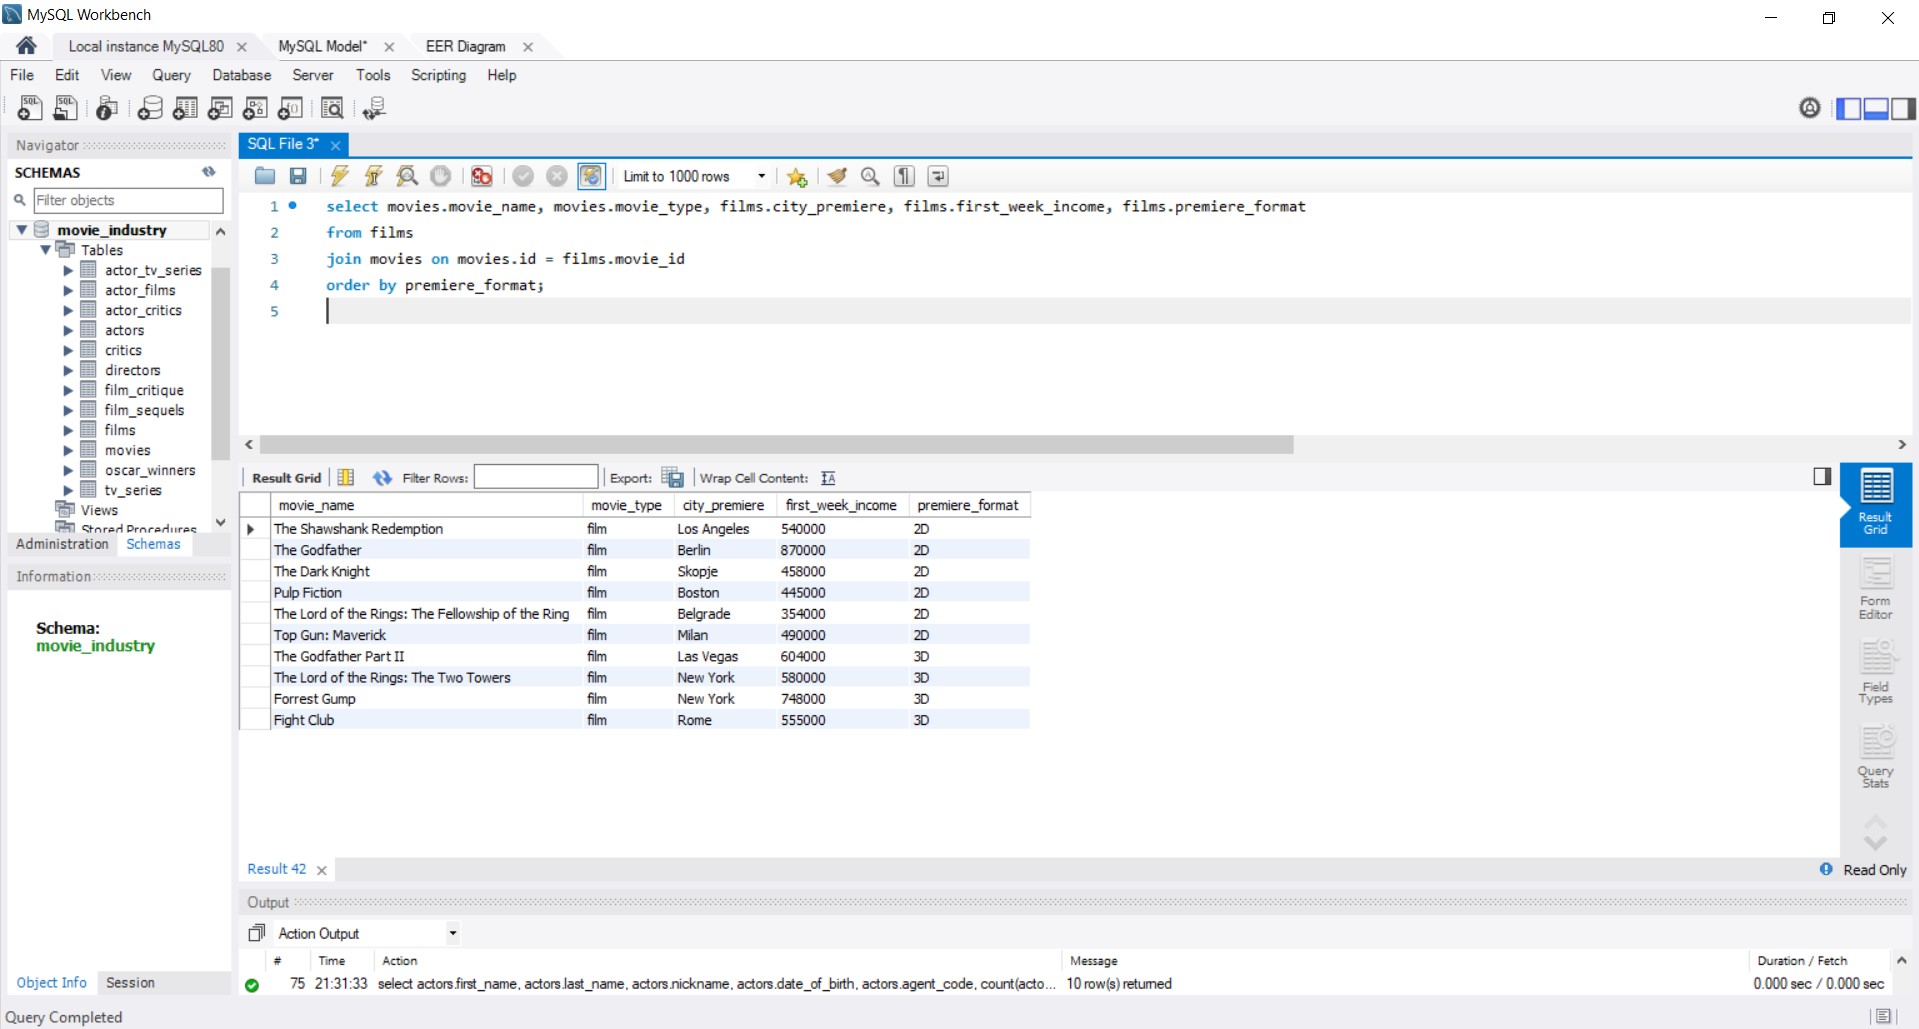 MySQL Workbench
Local instance MySQL80 MySQL Model* EER Diagram
File Edit View Query Database Server Tools Scripting Help
Navigator
SCHEMAS
Filter objects
movie_industry
Tables
actor_tv_series
actor_films
actor_critics
actors
critics
directors
film_critique
film_sequels
films
movies
oscar_winners
tv_series
Views
Stored Procedures
Administration Schemas
Information
Schema:
movie_industry
Object Info Session
SQL File 3*
Limit to 1000 rows
1 select movies.movie_name, movies.movie_type, films.city_premiere, films.first_week_income, films.premiere_format
2 from films
3 join movies on movies.id = films.movie_id
4 order by premiere_format;
5
Result Grid Filter Rows: Export: Wrap Cell Content:
movie_name movie_type city_premiere first_week_income premiere_format
The Shawshank Redemption film Los Angeles 540000 2D
The Godfather film Berlin 870000 2D
The Dark Knight film Skopje 458000 2D
Pulp Fiction film Boston 445000 2D
The Lord of the Rings: The Fellowship of the Ring film Belgrade 354000 2D
Top Gun: Maverick film Milan 490000 2D
The Godfather Part II film Las Vegas 604000 3D
The Lord of the Rings: The Two Towers film New York 580000 3D
Forrest Gump film New York 748000 3D
Fight Club film Rome 555000 3D
Result
Grid
Form
Editor
Field
Types
Query
Stats
Result 42
Read Only
Output
Action Output
# Time Action Message Duration / Fetch
75 21:31:33 select actors.first_name, actors.last_name, actors.nickname, actors.date_of_birth, actors.agent_code, count(acto... 10 row(s) returned 0.000 sec / 0.000 sec
Query Completed